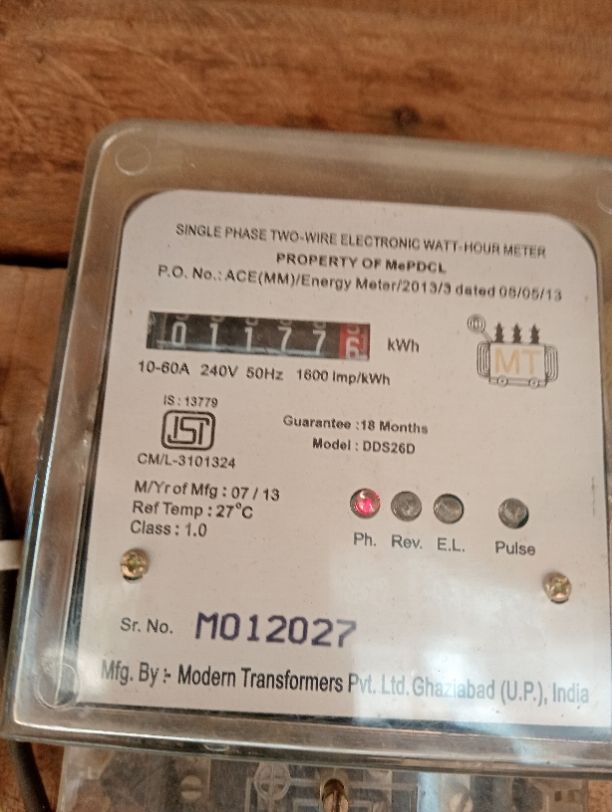 SINGLE PHASE TWO-WIRE ELECTRONIC WATT-HOUR METER
PROPERTY OF MePDCL
P.O. No.: ACE(MM)/Energy Meter/2013/3 dated 08/05/13
011776 kWh
10-60A 240V 50Hz 1600 Imp/kWh
MT
IS : 13779
ISI
CM/L-3101324
Guarantee :18 Months
Model : DDS26D
M/Yr of Mfg : 07 / 13
Ref Temp : 27°C
Class : 1.0
Ph. Rev. E.L. Pulse
Sr. No. M012027
Mfg. By :- Modern Transformers Pvt. Ltd. Ghaziabad (U.P.), India